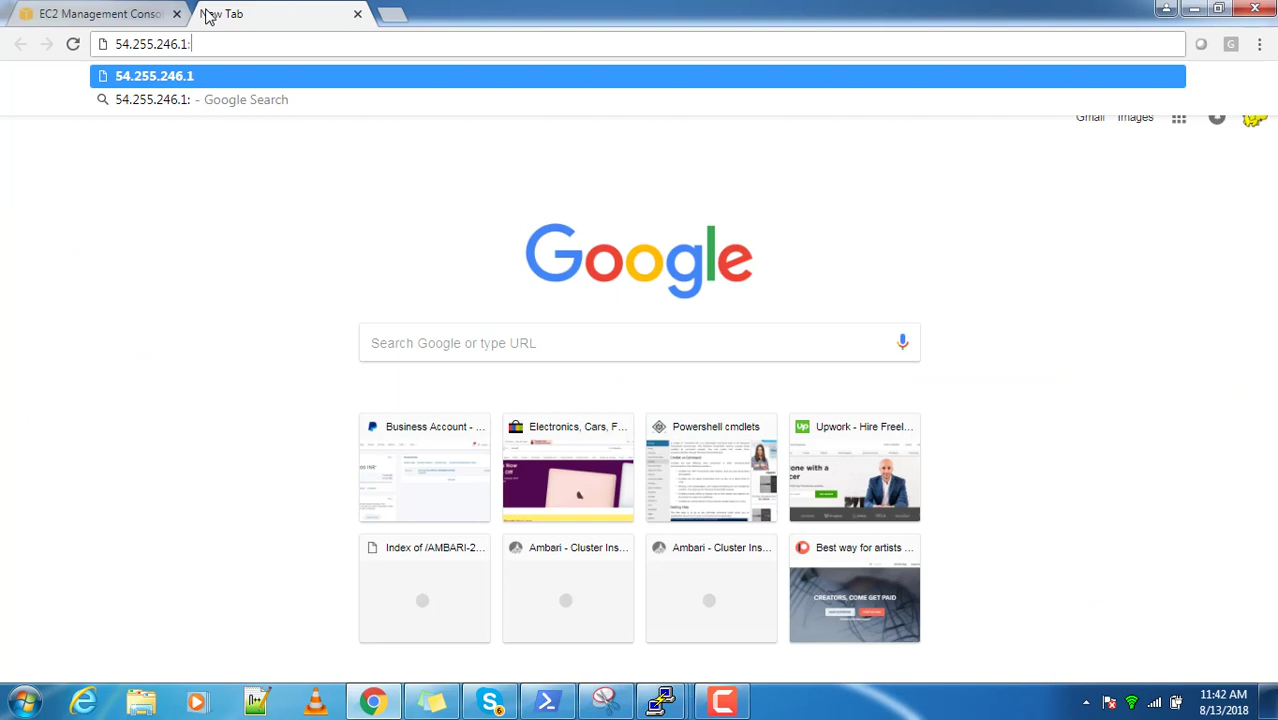 EC2 Management Conso
New Tab
54.255.246.1:
54.255.246.1
54.255.246.1: - Google Search
Gmail Images
Google
Search Google or type URL
Business Account - ...
Electronics, Cars, F...
Powershell cmdlets
Upwork - Hire Freel...
Index of /AMBARI-2...
Ambari - Cluster Ins...
Ambari - Cluster Ins...
Best way for artists ...
CREATORS, COME GET PAID
11:42 AM
8/13/2018